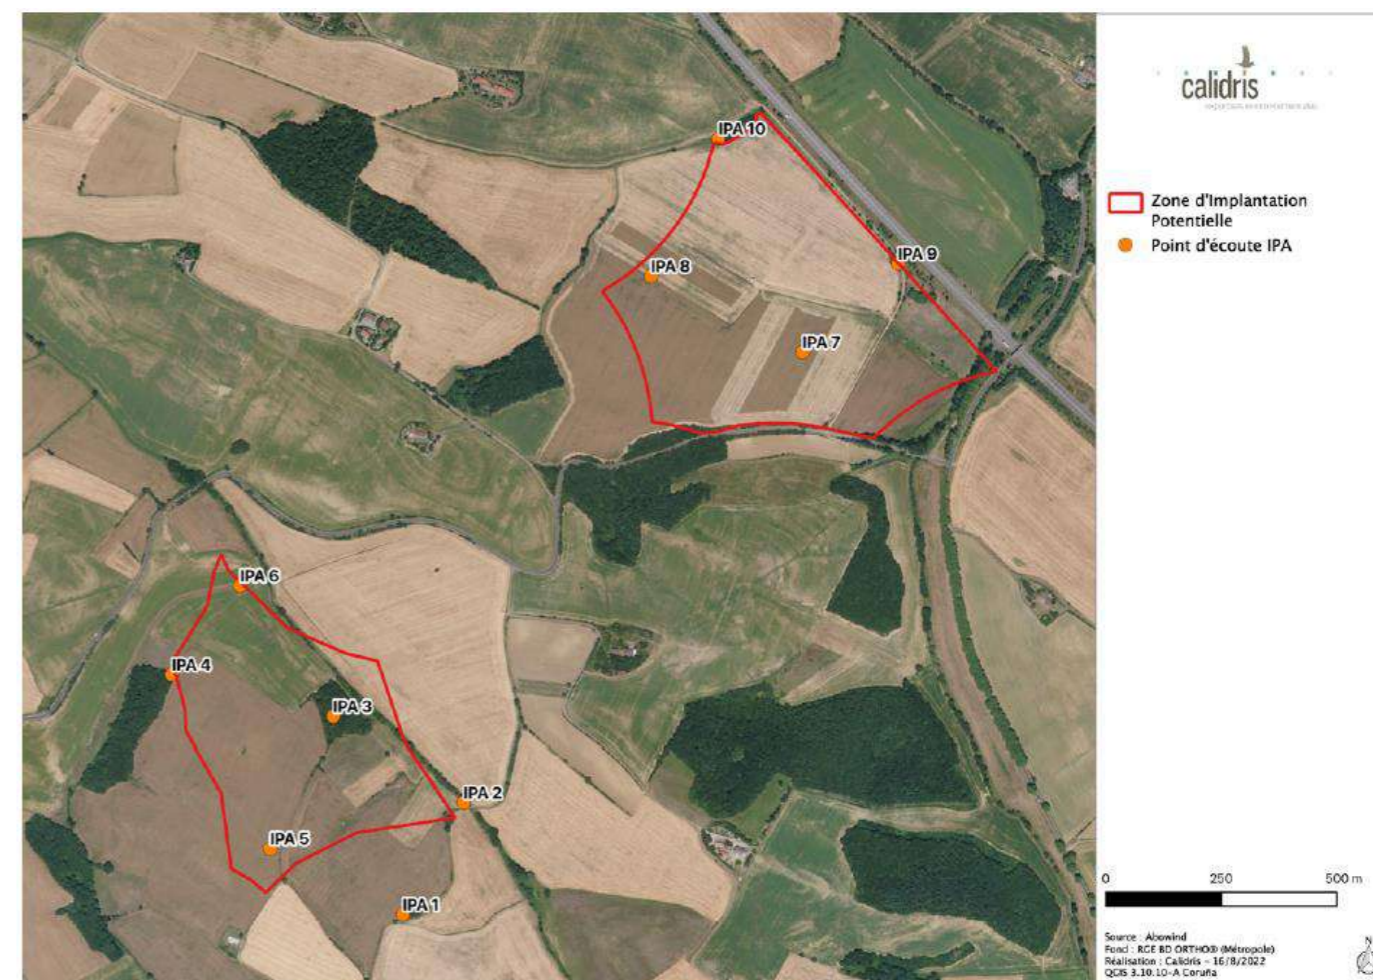 calidris
Zone d'Implantation
Potentielle
Point d'écoute IPA
IPA 10
IPA 9
IPA 8
IPA 7
IPA 6
IPA 4
IPA 3
IPA 2
IPA 5
IPA 1
0 250 500 m
Source : Abowind
Fond : RGE BD ORTHO® (Métropole)
Réalisation : Calidris - 16/8/2022
QGIS 3.10.10-A Coruña
N